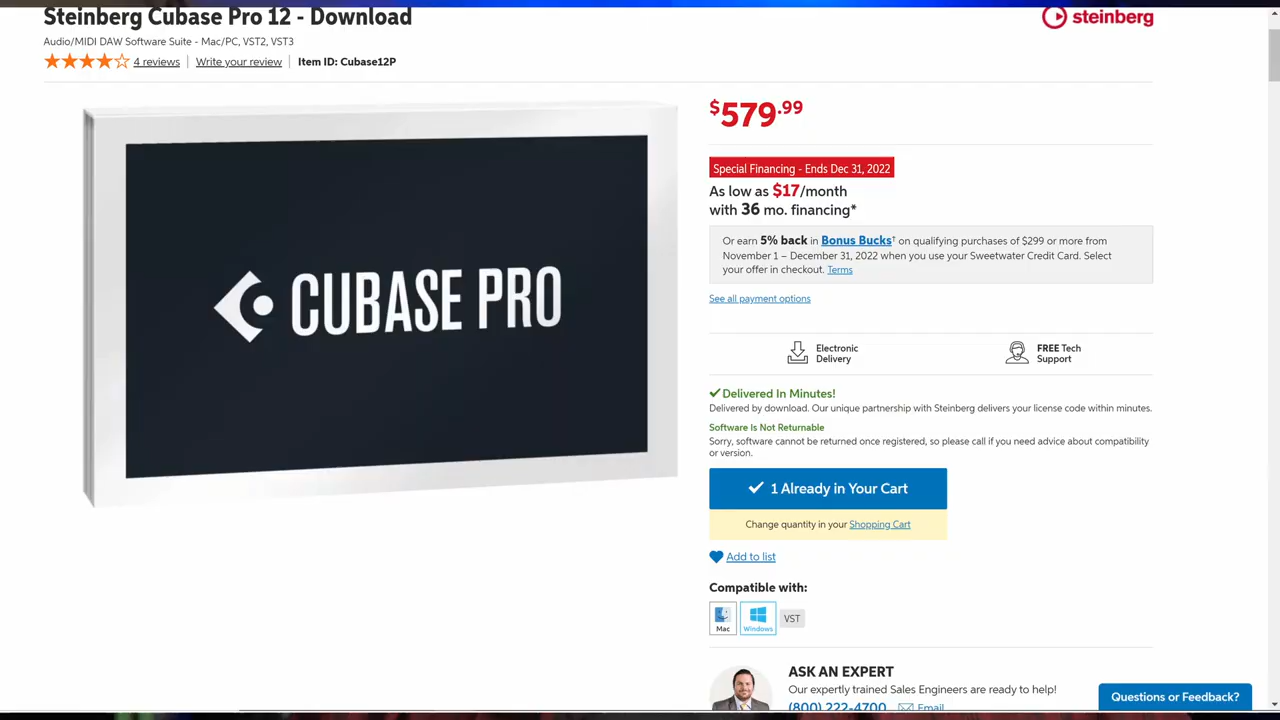 Steinberg Cubase Pro 12 - Download
steinberg
Audio/MIDI DAW Software Suite - Mac/PC, VST2, VST3
4 reviews | Write your review | Item ID: Cubase12P
CUBASE PRO
$579.99
Special Financing - Ends Dec 31, 2022
As low as $17/month
with 36 mo. financing*
Or earn 5% back in Bonus Bucks† on qualifying purchases of $299 or more from
November 1 – December 31, 2022 when you use your Sweetwater Credit Card. Select
your offer in checkout. Terms
See all payment options
Electronic
Delivery
FREE Tech
Support
Delivered In Minutes!
Delivered by download. Our unique partnership with Steinberg delivers your license code within minutes.
Software Is Not Returnable
Sorry, software cannot be returned once registered, so please call if you need advice about compatibility
or version.
1 Already in Your Cart
Change quantity in your Shopping Cart
Add to list
Compatible with:
Mac
Windows
VST
ASK AN EXPERT
Our expertly trained Sales Engineers are ready to help!
(800) 222-4700
Email
Questions or Feedback?